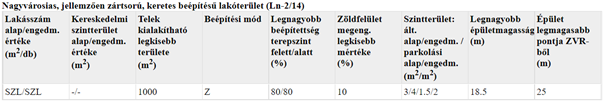 Nagyvárosias, jellemzően zártsorú, keretes beépítésű lakóterület (Ln-2/14)
Lakásszám
alap/engedm.
értéke
(m²/db)
Kereskedelmi
szintterület
alap/engedm.
értéke
(m²)
Telek
kialakítható
legkisebb
területe
(m²)
Beépítési mód
Legnagyobb
beépítettség
terepszint
felett/alatt
(%)
Zöldfelület
megeng.
legkisebb
mértéke
(%)
Szintterület:
ált.
alap/engedm. /
parkolási
alap/engedm.
(m²/m²)
Legnagyobb
épületmagasság
(m)
Épület
legmagasabb
pontja ZVR-
ből
(m)
SZL/SZL
-/-
1000
Z
80/80
10
3/4/1.5/2
18.5
25